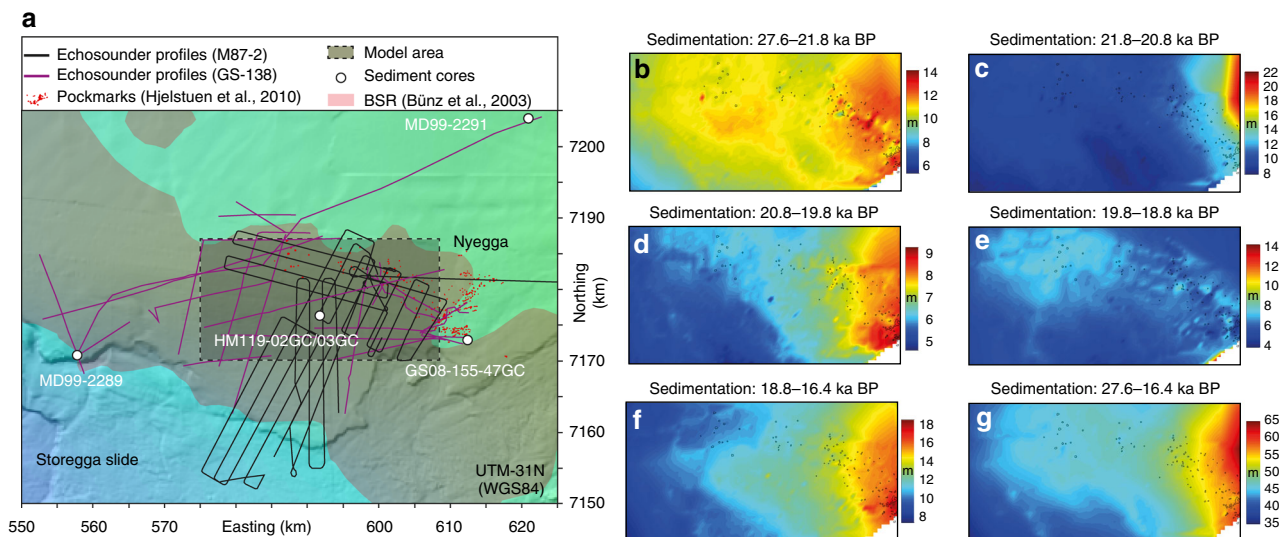 a
Echosounder profiles (M87-2)
Echosounder profiles (GS-138)
Pockmarks (Hjelstuen et al., 2010)
Model area
Sediment cores
BSR (Bünz et al., 2003)
MD99-2291
Nyegga
HM119-02GC/03GC
GS08-155-47GC
MD99-2289
Storegga slide
UTM-31N
(WGS84)
7200
7190
7180
7170
7160
7150
Northing
(km)
550 560 570 Easting (km) 600 610 620
Sedimentation: 27.6–21.8 ka BP
b
14
12
10
8
6
m
Sedimentation: 21.8–20.8 ka BP
c
22
20
18
16
14
12
10
8
m
Sedimentation: 20.8–19.8 ka BP
d
9
8
7
6
5
m
Sedimentation: 19.8–18.8 ka BP
e
14
12
10
8
6
4
m
Sedimentation: 18.8–16.4 ka BP
f
18
16
14
12
10
8
m
Sedimentation: 27.6–16.4 ka BP
g
65
60
55
50
45
40
35
m